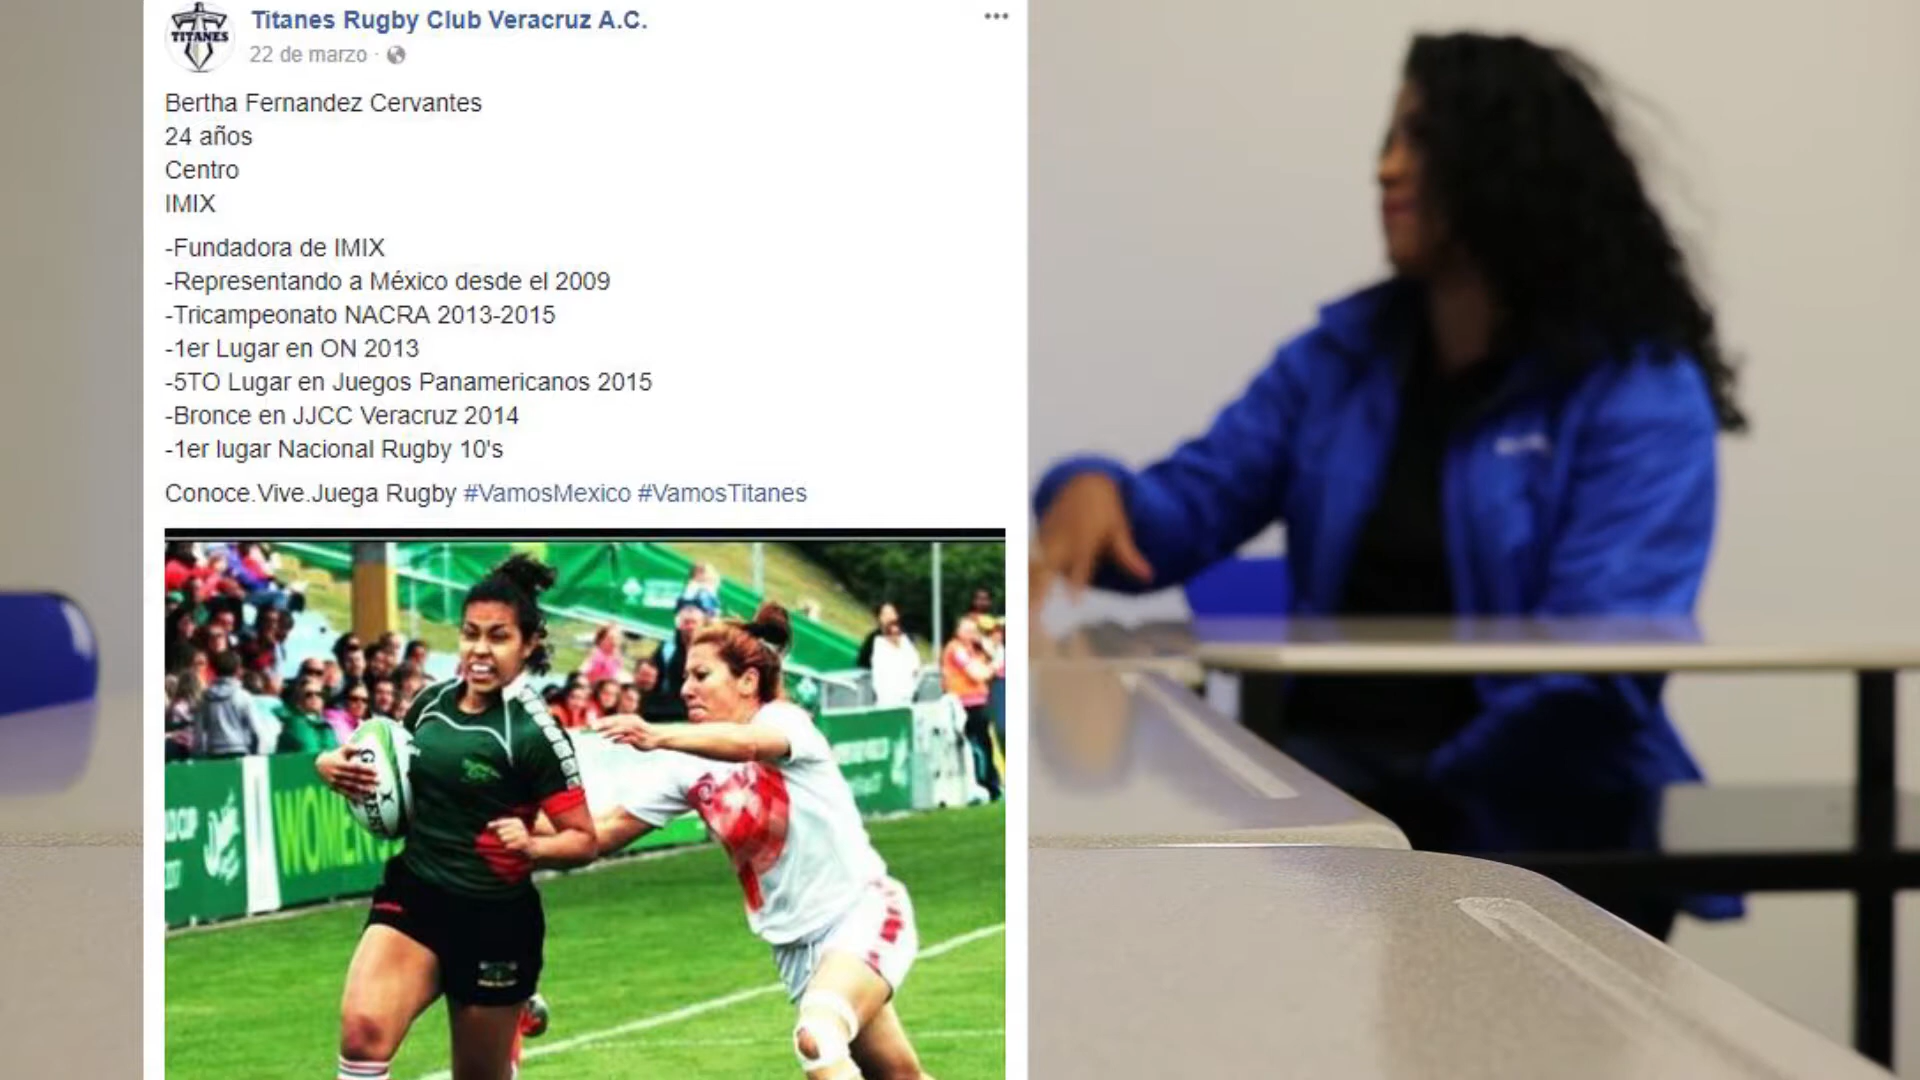 TITANES
Titanes Rugby Club Veracruz A.C.
22 de marzo ·
Bertha Fernandez Cervantes
24 años
Centro
IMIX
-Fundadora de IMIX
-Representando a México desde el 2009
-Tricampeonato NACRA 2013-2015
-1er Lugar en ON 2013
-5TO Lugar en Juegos Panamericanos 2015
-Bronce en JJCC Veracruz 2014
-1er lugar Nacional Rugby 10's
Conoce.Vive.Juega Rugby #VamosMexico #VamosTitanes
WOMEN